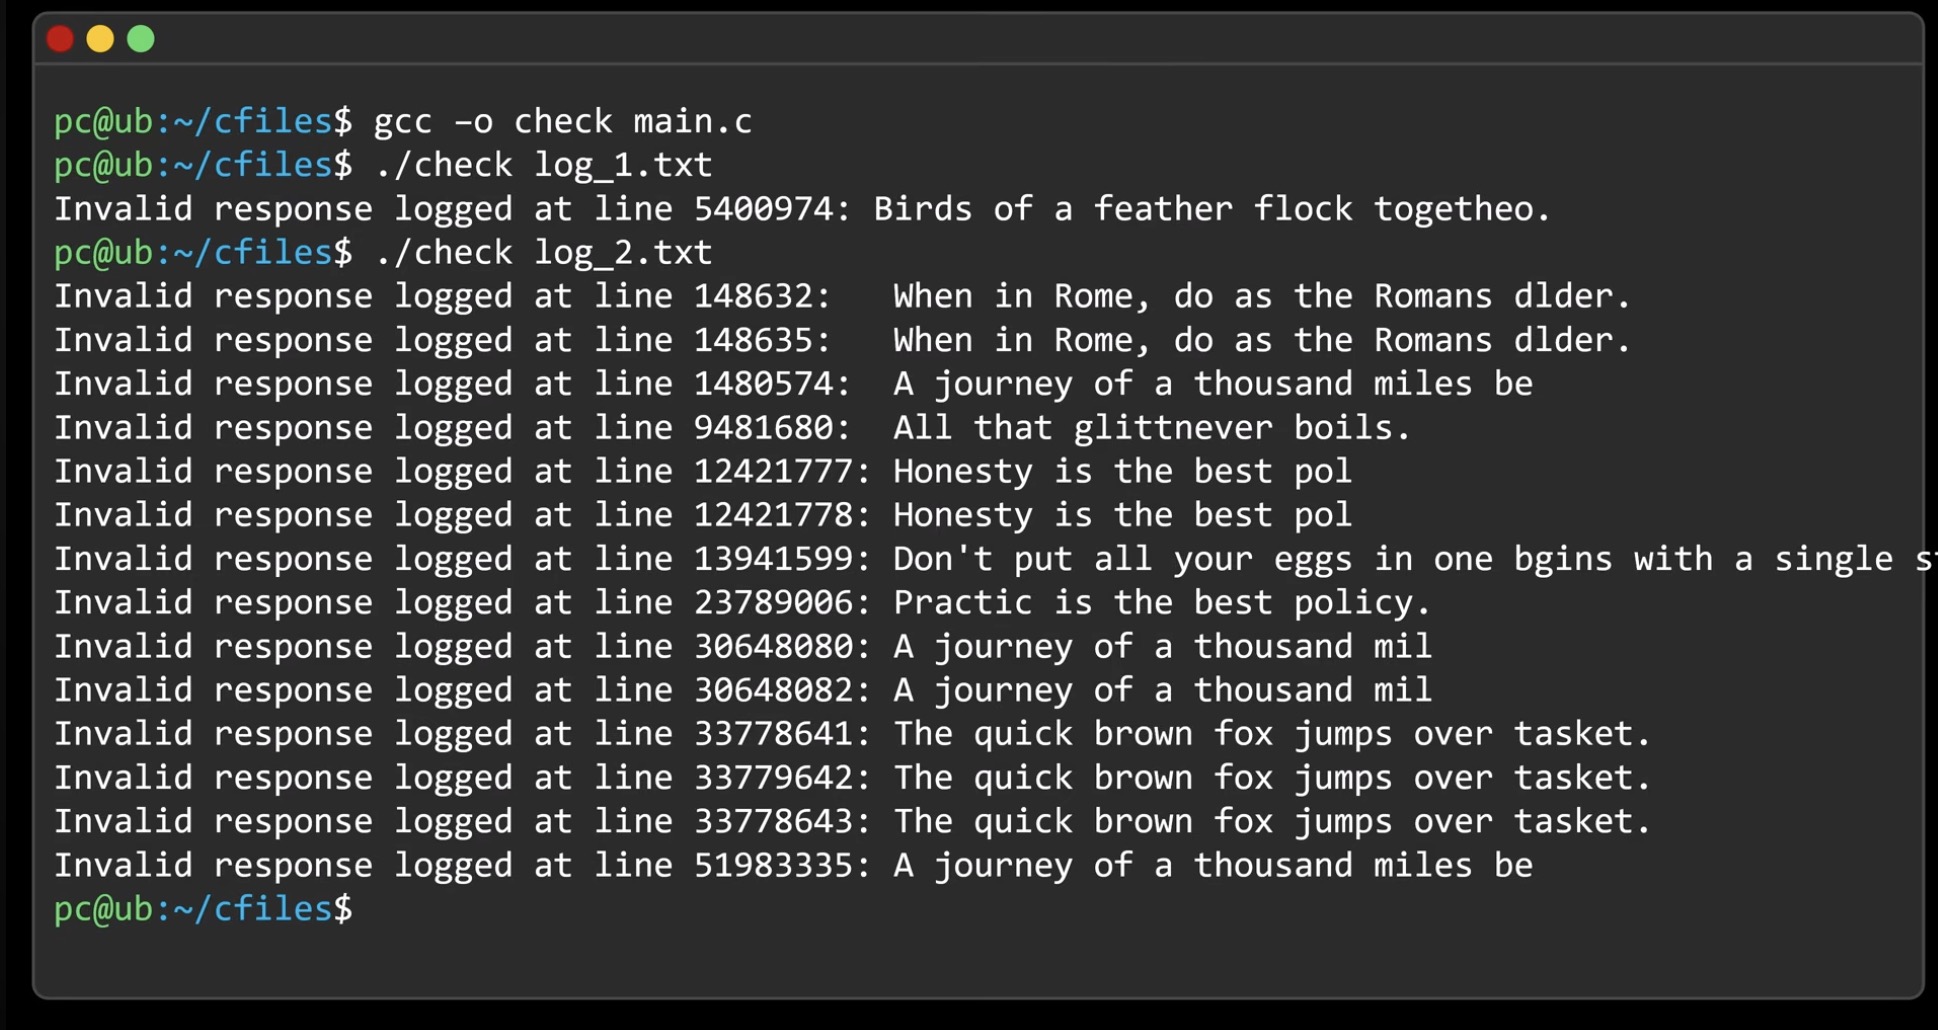 pc@ub:~/cfiles$ gcc -o check main.c
pc@ub:~/cfiles$ ./check log_1.txt
Invalid response logged at line 5400974: Birds of a feather flock togetheo.
pc@ub:~/cfiles$ ./check log_2.txt
Invalid response logged at line 148632:   When in Rome, do as the Romans dlder.
Invalid response logged at line 148635:   When in Rome, do as the Romans dlder.
Invalid response logged at line 1480574:  A journey of a thousand miles be
Invalid response logged at line 9481680:  All that glittnever boils.
Invalid response logged at line 12421777: Honesty is the best pol
Invalid response logged at line 12421778: Honesty is the best pol
Invalid response logged at line 13941599: Don't put all your eggs in one bgins with a single
Invalid response logged at line 23789006: Practic is the best policy.
Invalid response logged at line 30648080: A journey of a thousand mil
Invalid response logged at line 30648082: A journey of a thousand mil
Invalid response logged at line 33778641: The quick brown fox jumps over tasket.
Invalid response logged at line 33779642: The quick brown fox jumps over tasket.
Invalid response logged at line 33778643: The quick brown fox jumps over tasket.
Invalid response logged at line 51983335: A journey of a thousand miles be
pc@ub:~/cfiles$